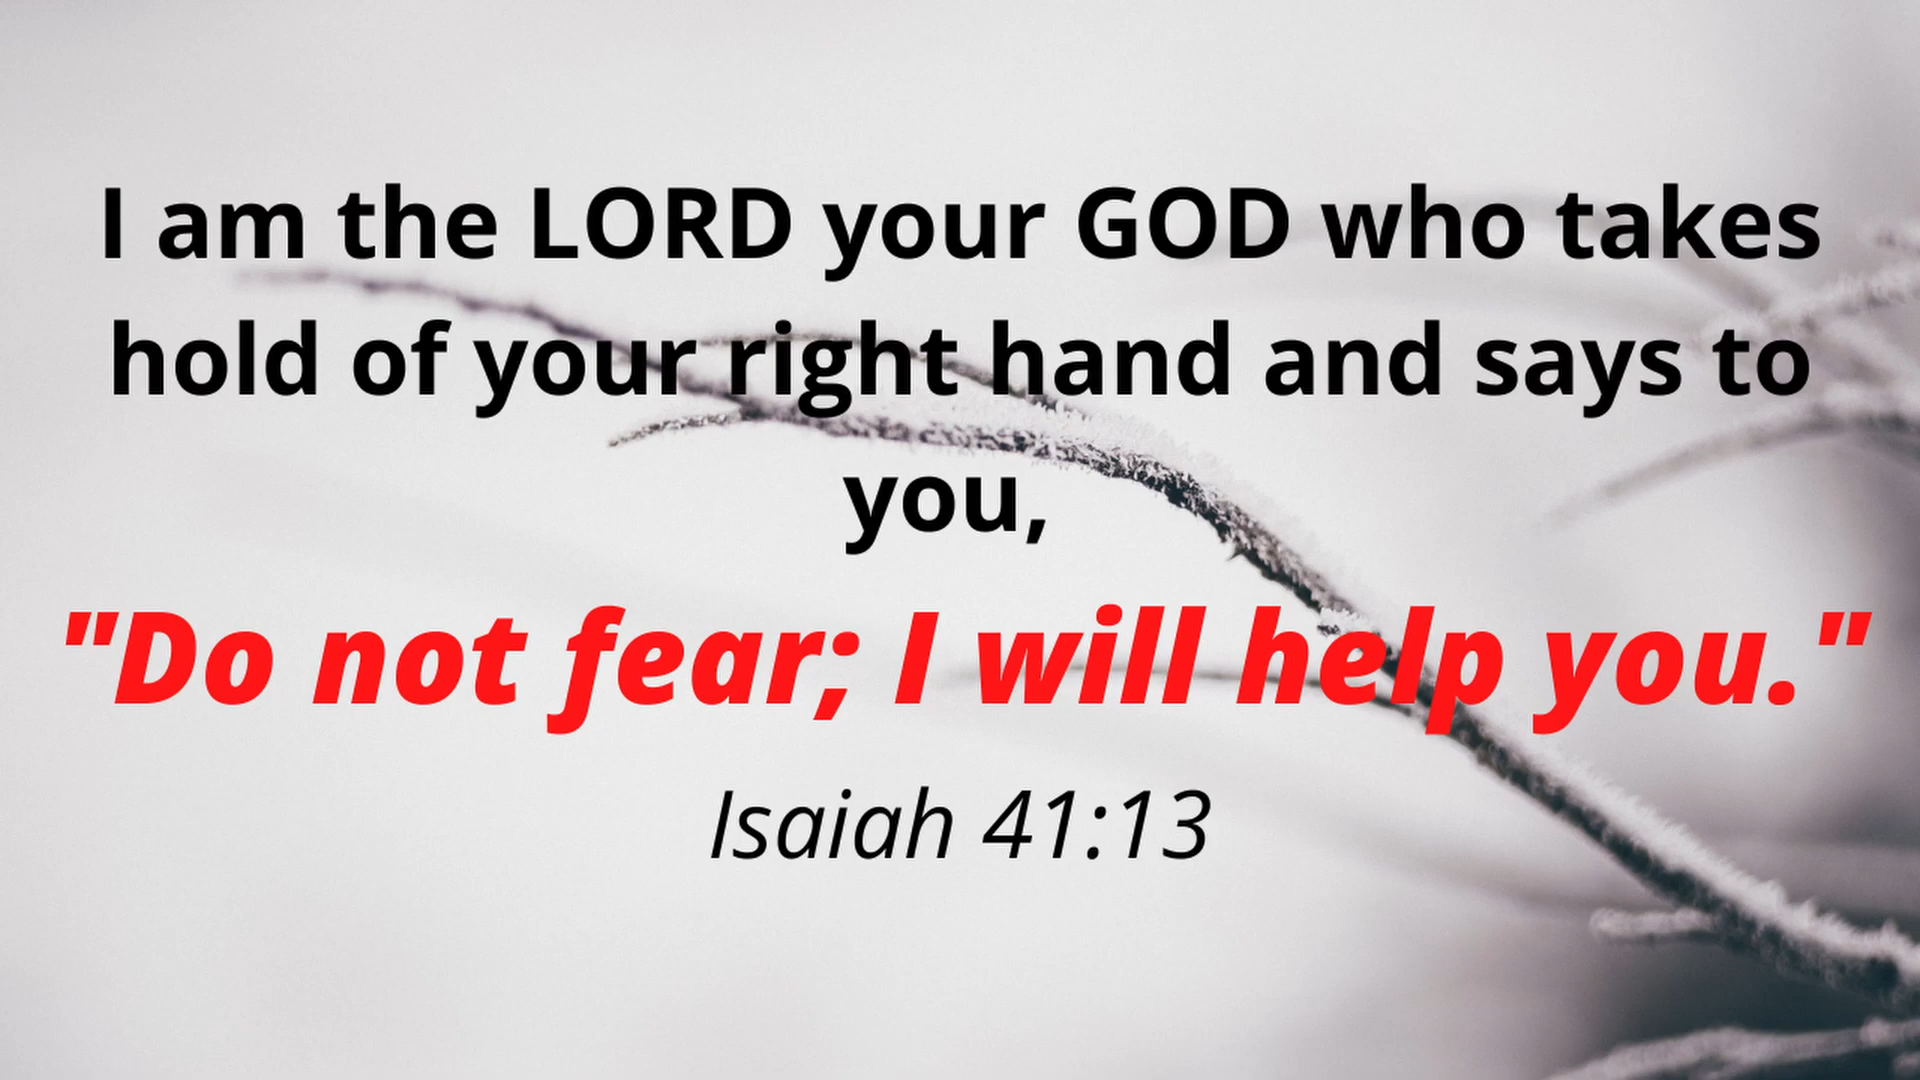 I am the LORD your GOD who takes
hold of your right hand and says to
you,
"Do not fear; I will help you."
Isaiah 41:13